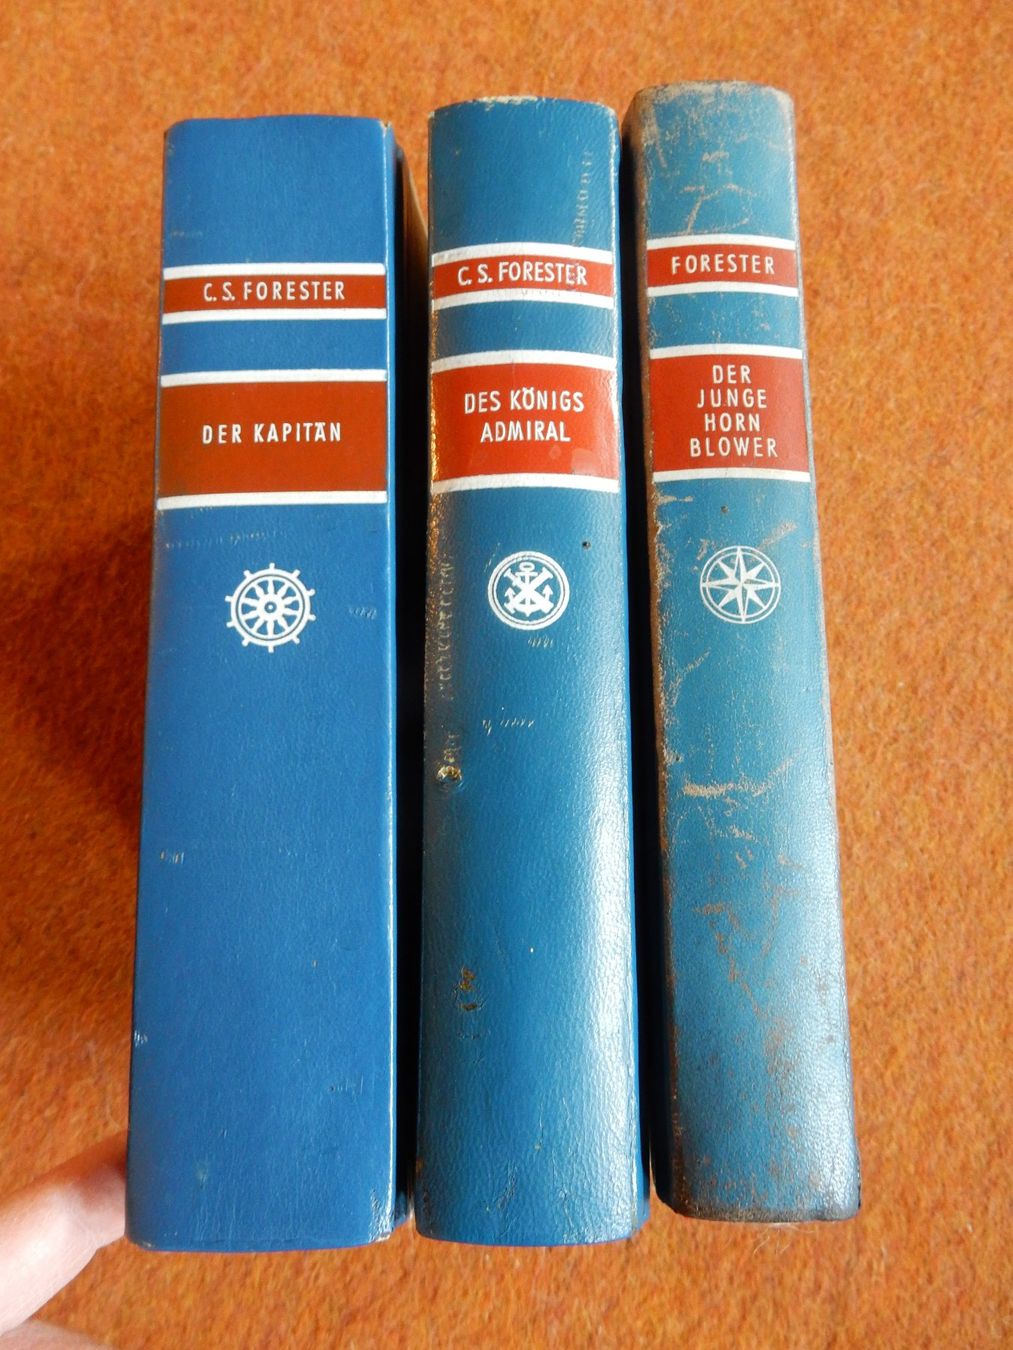 C.S. FORESTER
DER KAPITÄN
C.S. FORESTER
DES KÖNIGS
ADMIRAL
FORESTER
DER
JUNGE
HORN
BLOWER